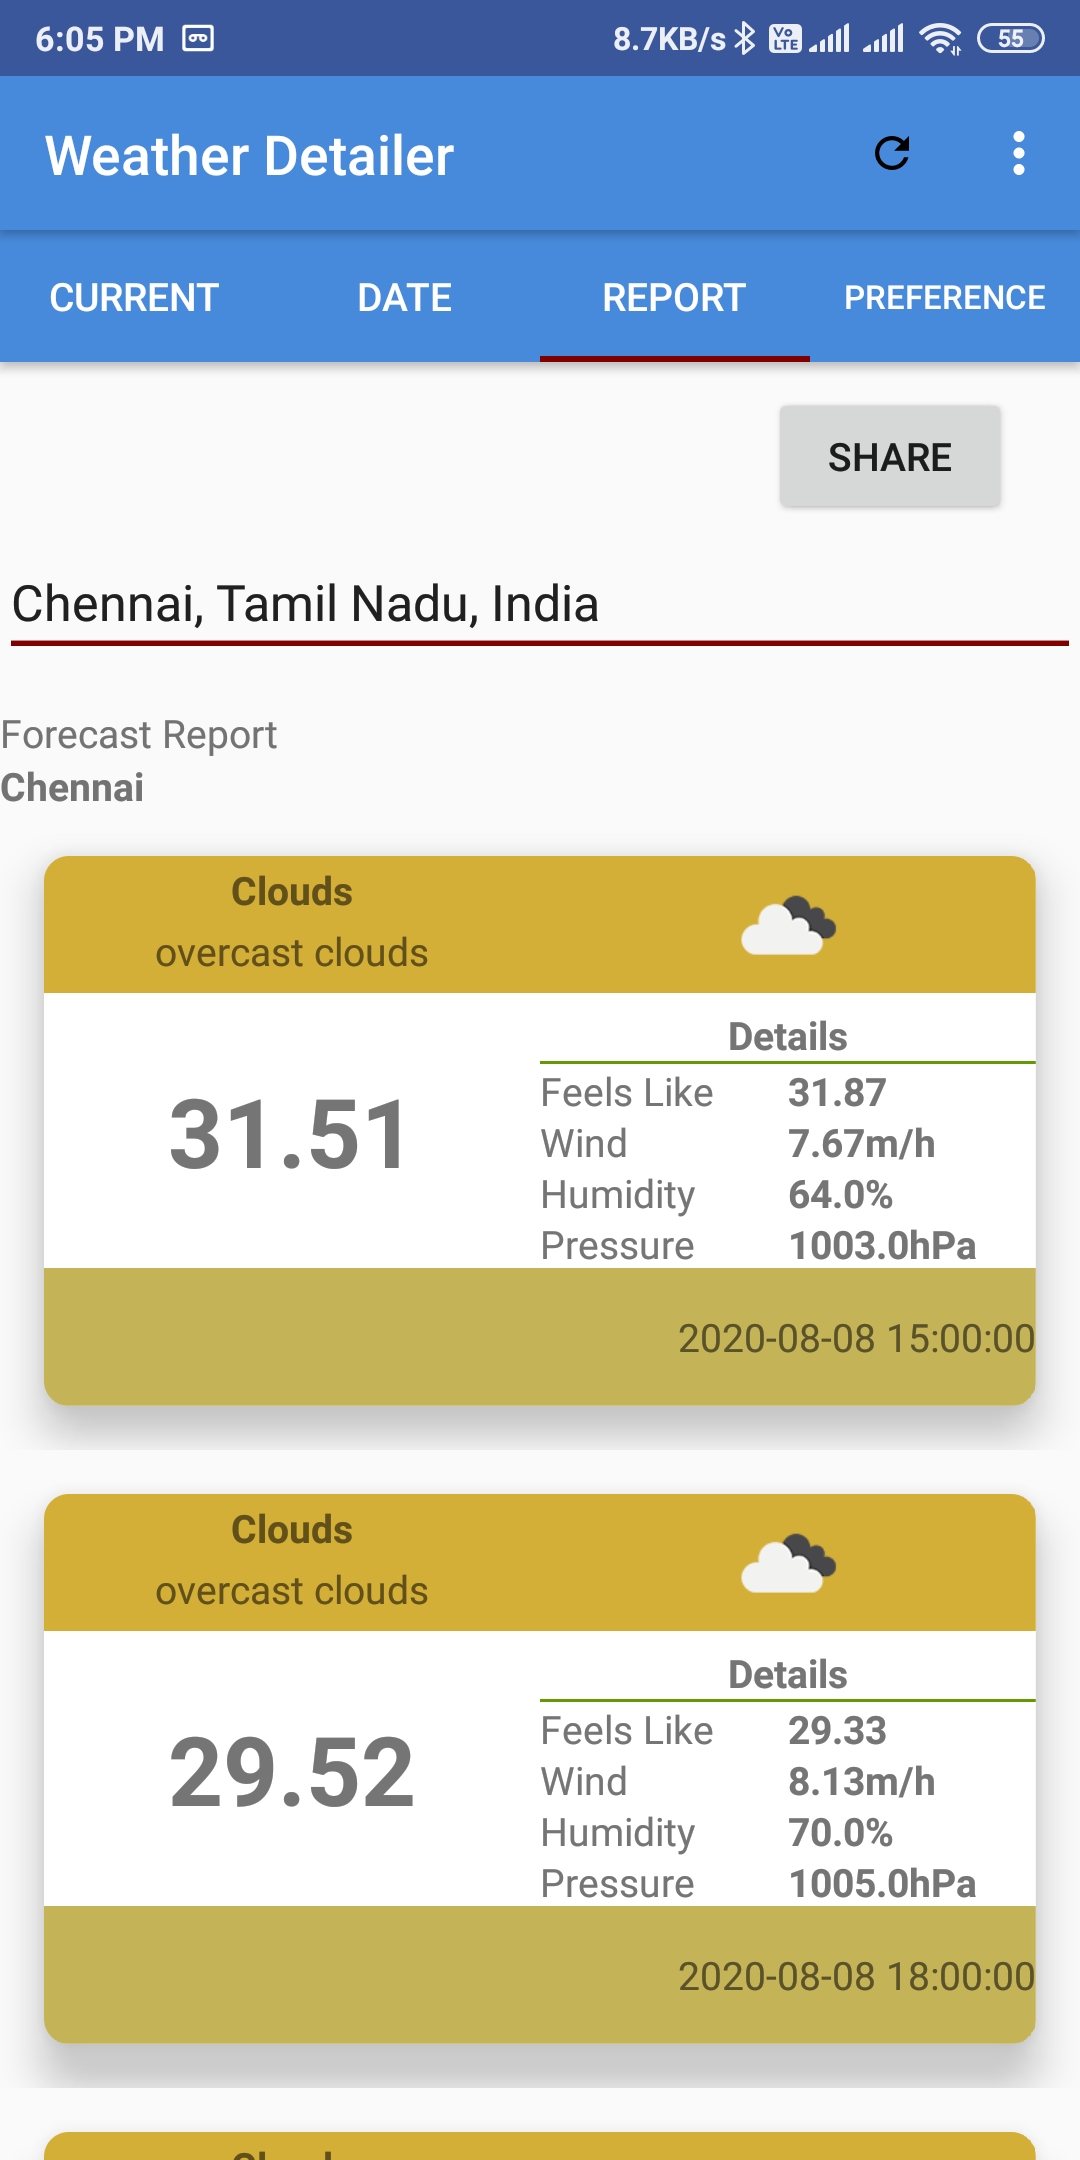 6:05 PM 8.7KB/s Vo LTE 55
Weather Detailer
CURRENT DATE REPORT PREFERENCE
SHARE
Chennai, Tamil Nadu, India
Forecast Report
Chennai
Clouds
overcast clouds
31.51
Details
Feels Like 31.87
Wind 7.67m/h
Humidity 64.0%
Pressure 1003.0hPa
2020-08-08 15:00:00
Clouds
overcast clouds
29.52
Details
Feels Like 29.33
Wind 8.13m/h
Humidity 70.0%
Pressure 1005.0hPa
2020-08-08 18:00:00